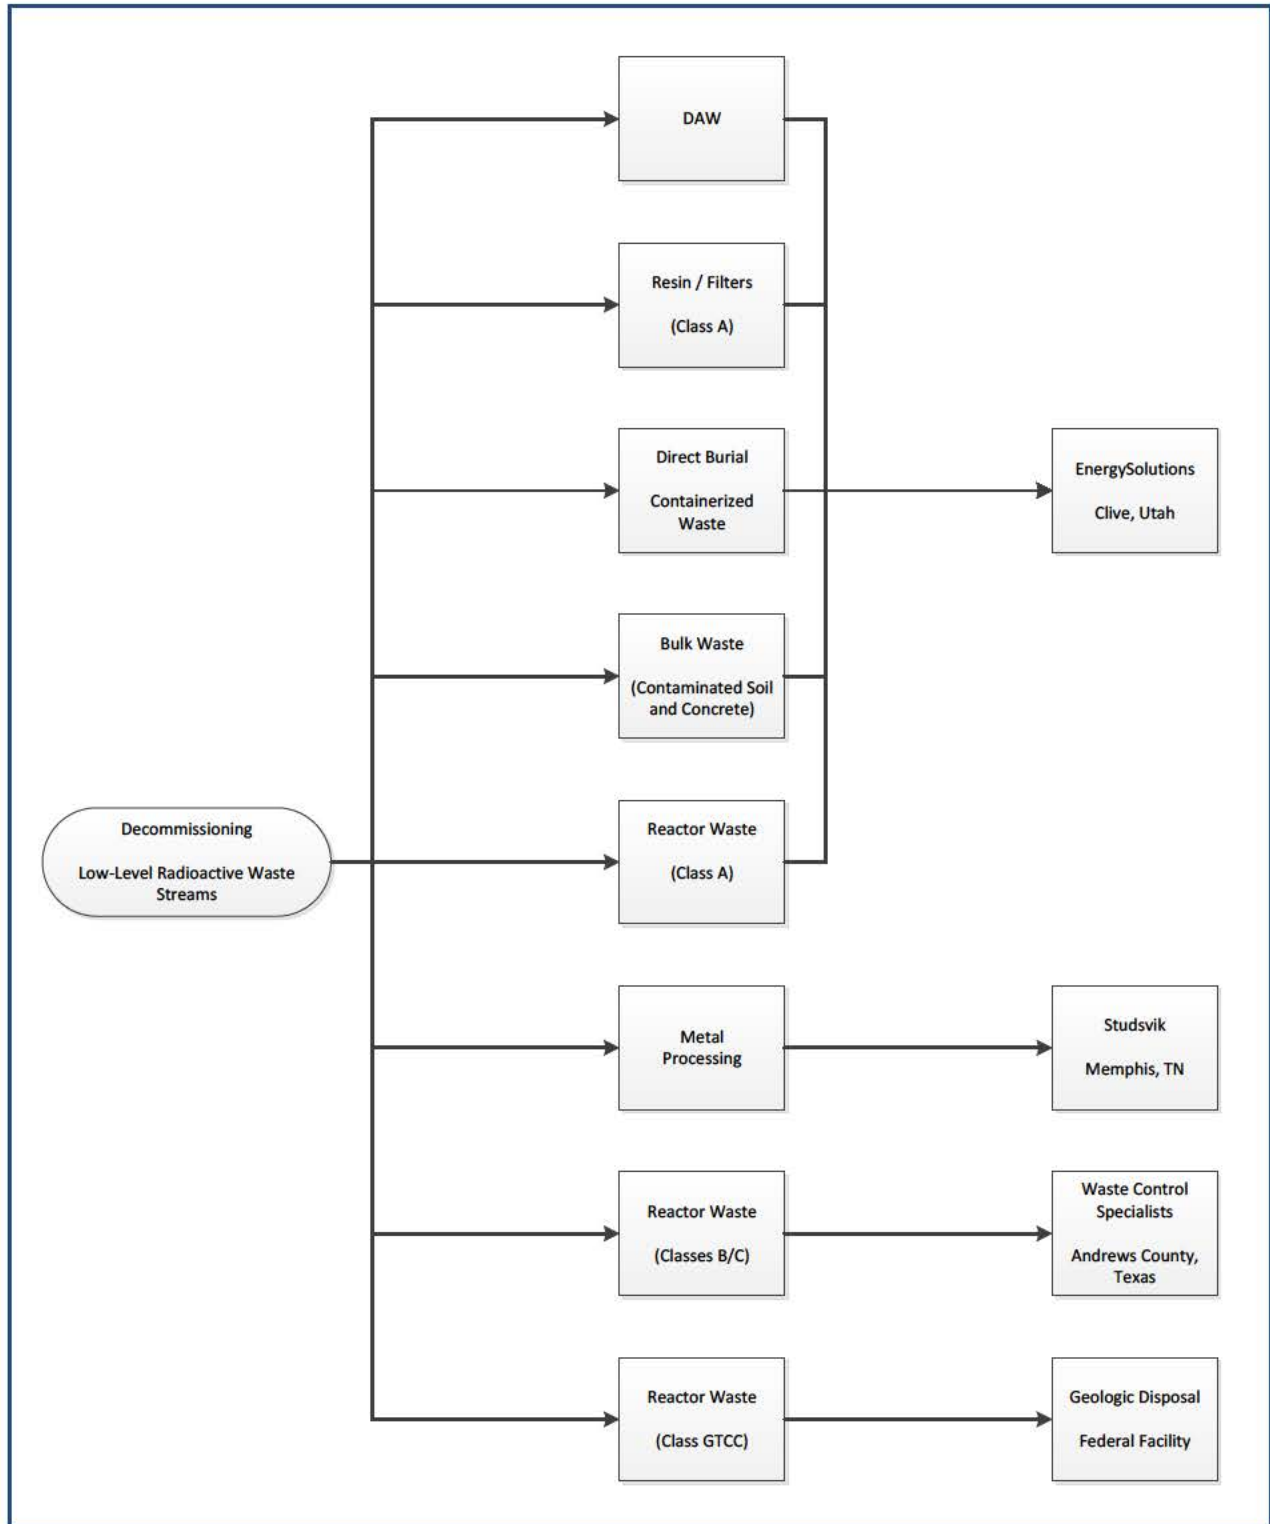 DAW
Resin / Filters
(Class A)
Direct Burial
Containerized
Waste
EnergySolutions
Clive, Utah
Bulk Waste
(Contaminated Soil
and Concrete)
Decommissioning
Low-Level Radioactive Waste
Streams
Reactor Waste
(Class A)
Metal
Processing
Studsvik
Memphis, TN
Reactor Waste
(Classes B/C)
Waste Control
Specialists
Andrews County,
Texas
Reactor Waste
(Class GTCC)
Geologic Disposal
Federal Facility